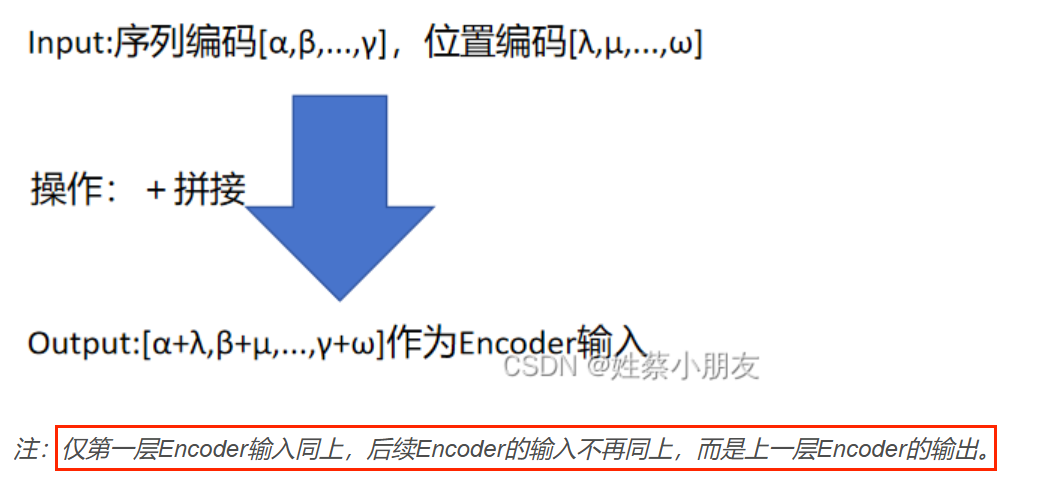 Input:序列编码[α,β,...,γ]，位置编码[λ,μ,...,ω]
操作： ＋拼接
Output:[α+λ,β+μ,...,γ+ω]作为Encoder输入
CSDN @姓蔡小朋友
注：仅第一层Encoder输入同上，后续Encoder的输入不再同上，而是上一层Encoder的输出。